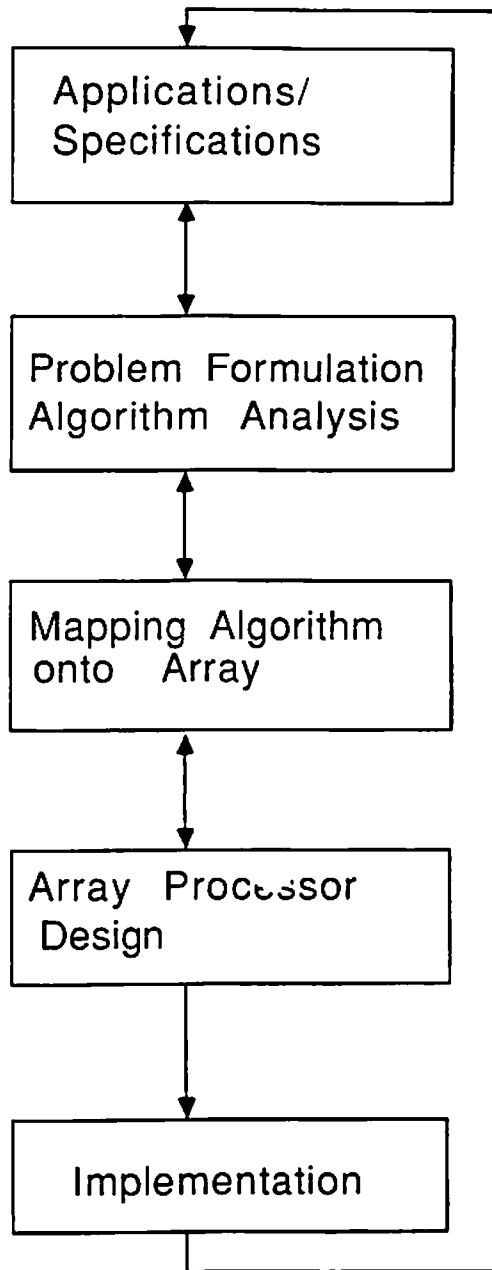 Applications/
Specifications
Problem Formulation
Algorithm Analysis
Mapping Algorithm
onto Array
Array Processor
Design
Implementation